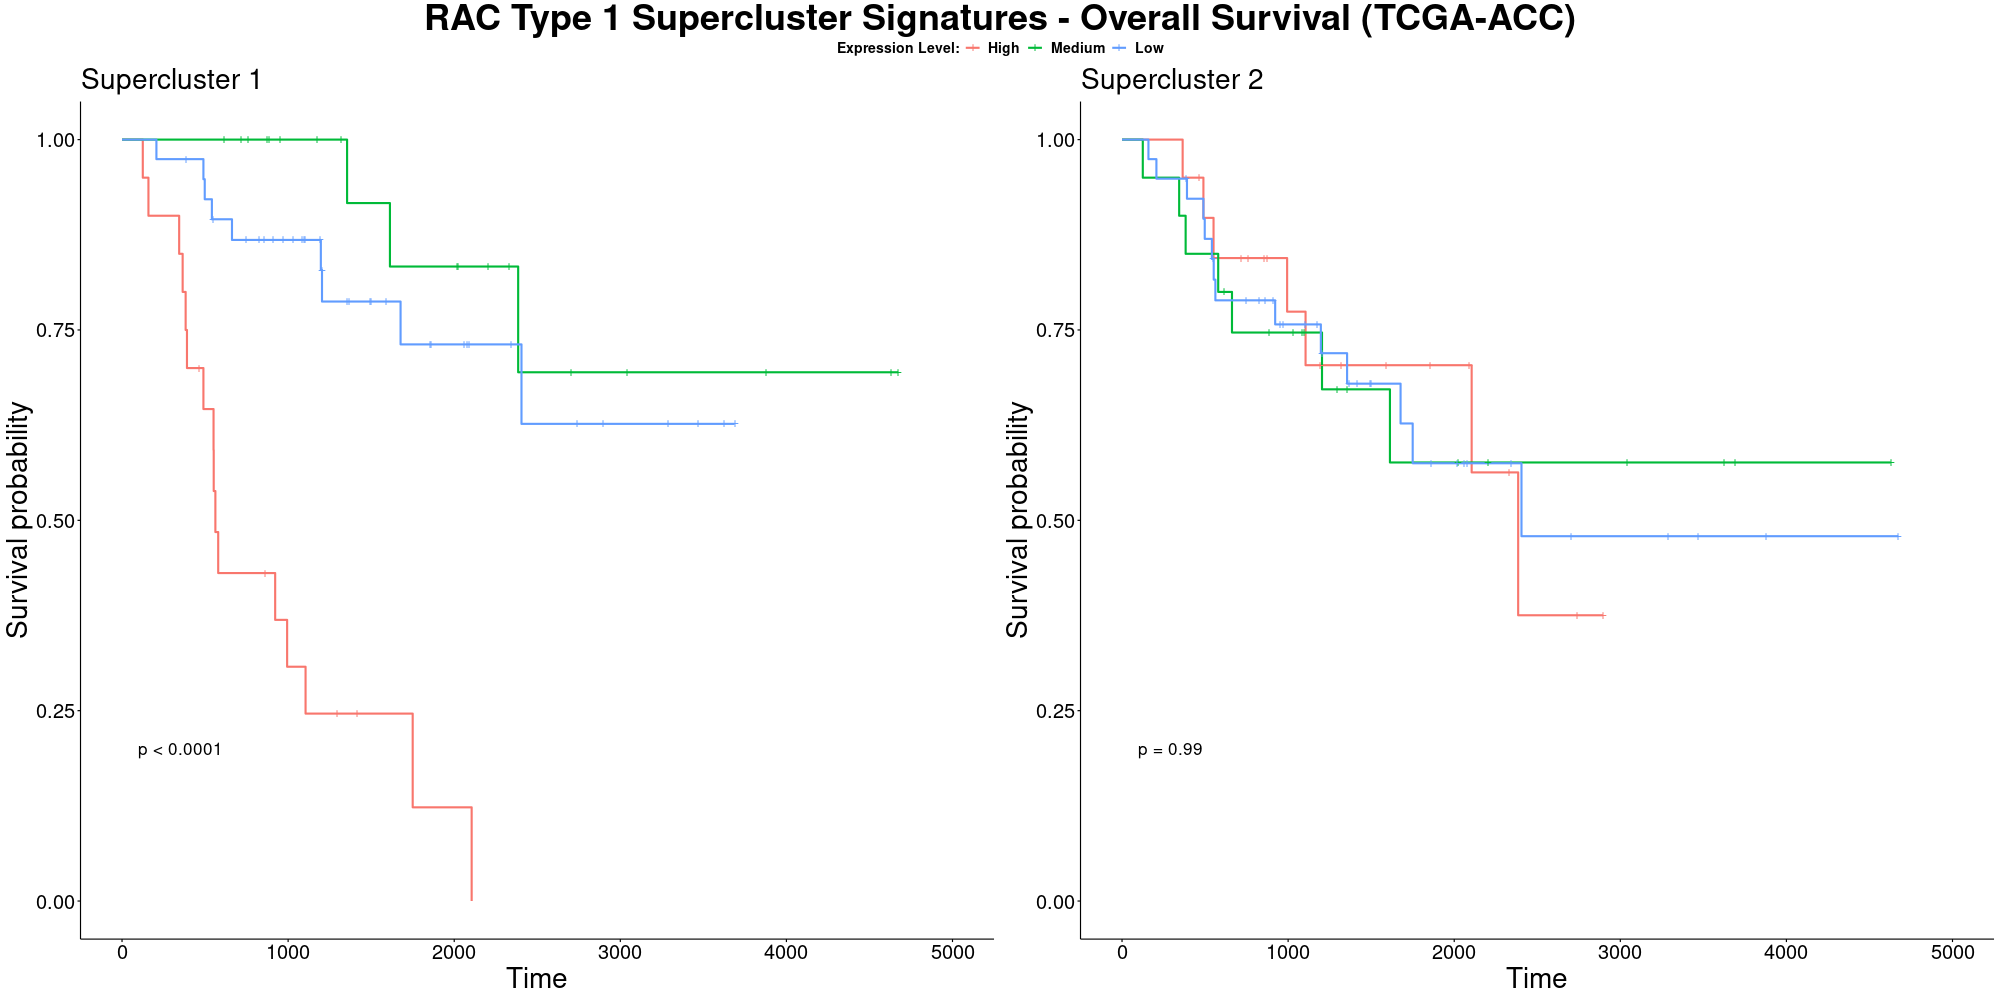 RAC Type 1 Supercluster Signatures - Overall Survival (TCGA-ACC)
Expression Level: High Medium Low
Supercluster 1
Survival probability
1.00
0.75
0.50
0.25
0.00
p < 0.0001
0 1000 2000 3000 4000 5000
Time
Supercluster 2
Survival probability
1.00
0.75
0.50
0.25
0.00
p = 0.99
0 1000 2000 3000 4000 5000
Time